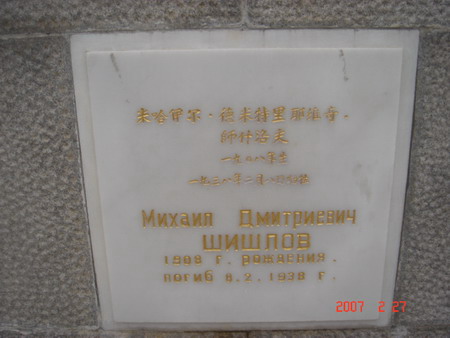 米哈伊尔·德米特里耶维奇·
師什洛夫
一九〇八年生
一九三八年二月八日犧牲
Михаил Дмитриевич
ШИШЛОВ
1908 г. рождения.
погиб 8.2.1938 г.
2007 2 27